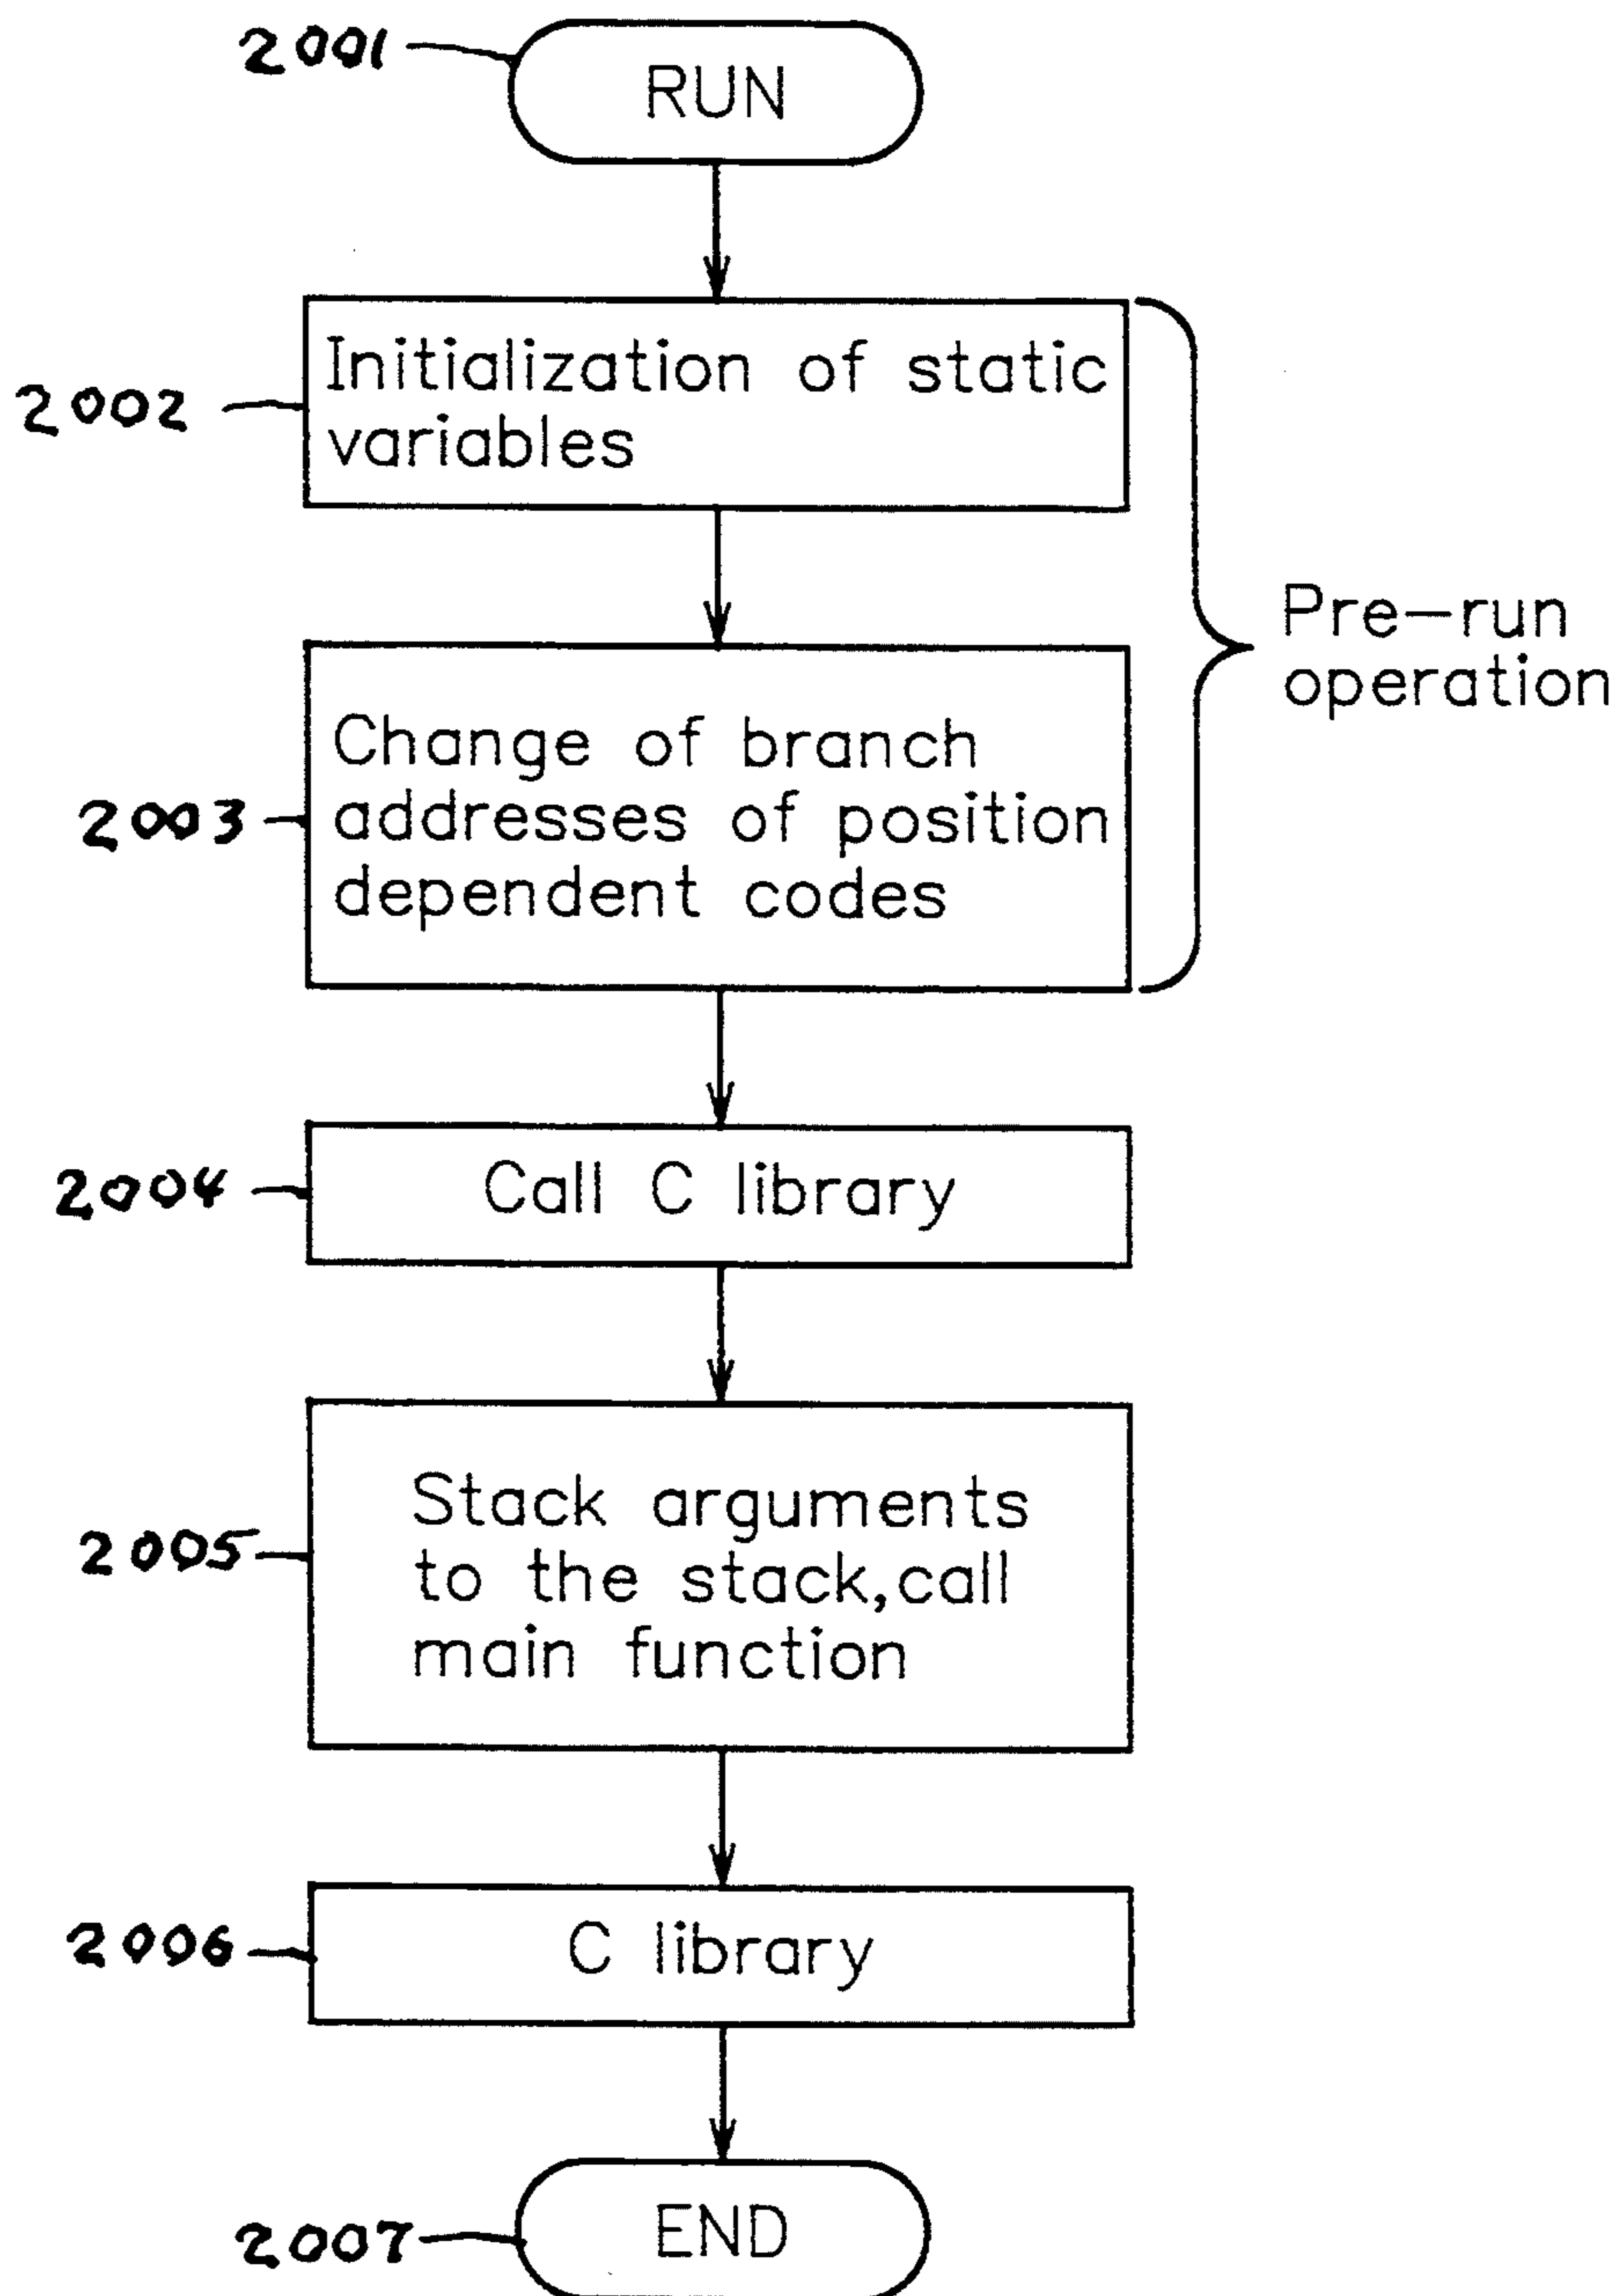 2001
RUN
2002
Initialization of static
variables
Pre-run
operation
2003
Change of branch
addresses of position
dependent codes
2004
Call C library
2005
Stack arguments
to the stack,call
main function
2006
C library
2007
END